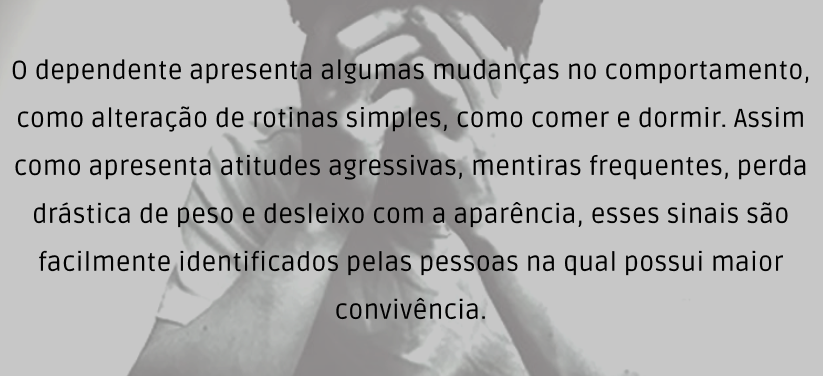 O dependente apresenta algumas mudanças no comportamento,
como alteração de rotinas simples, como comer e dormir. Assim
como apresenta atitudes agressivas, mentiras frequentes, perda
drástica de peso e desleixo com a aparência, esses sinais são
facilmente identificados pelas pessoas na qual possui maior
convivência.